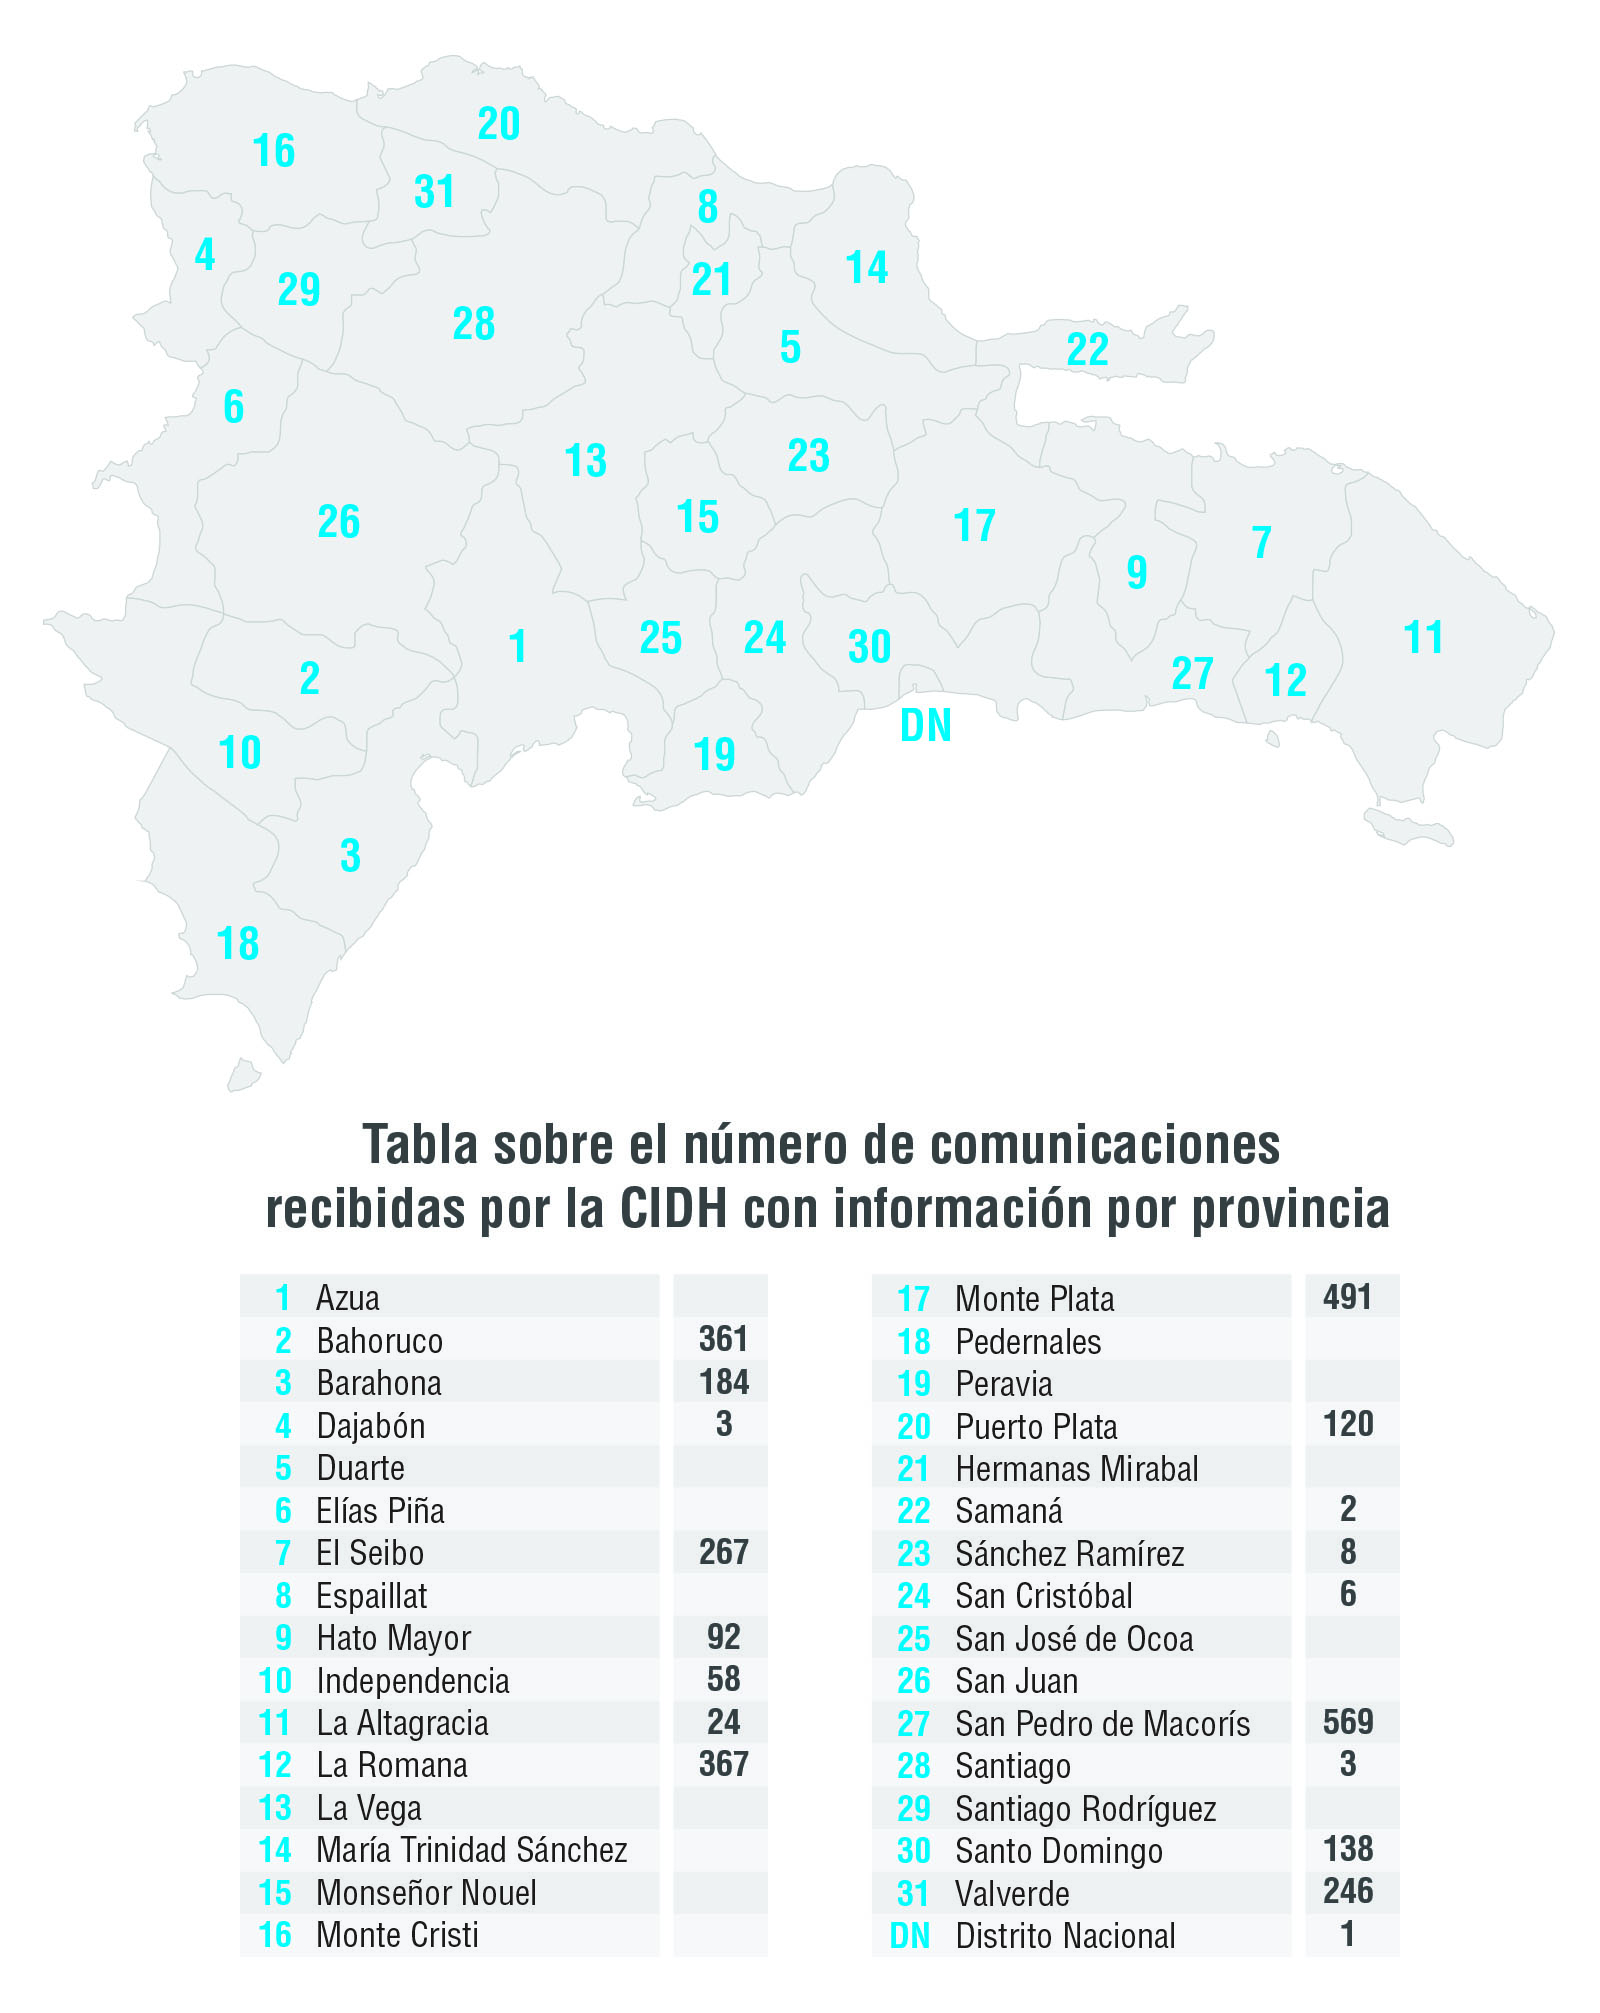 20
16
31
8
4
14
21
29
28
5
22
6
23
13
15
26
17
7
9
1
25
24
30
11
2
27
12
DN
10
19
3
18
Tabla sobre el número de comunicaciones
recibidas por la CIDH con información por provincia
1 Azua
2 Bahoruco 361
3 Barahona 184
4 Dajabón 3
5 Duarte
6 Elías Piña
7 El Seibo 267
8 Espaillat
9 Hato Mayor 92
10 Independencia 58
11 La Altagracia 24
12 La Romana 367
13 La Vega
14 María Trinidad Sánchez
15 Monseñor Nouel
16 Monte Cristi
17 Monte Plata 491
18 Pedernales
19 Peravia
20 Puerto Plata 120
21 Hermanas Mirabal
22 Samaná 2
23 Sánchez Ramírez 8
24 San Cristóbal 6
25 San José de Ocoa
26 San Juan
27 San Pedro de Macorís 569
28 Santiago 3
29 Santiago Rodríguez
30 Santo Domingo 138
31 Valverde 246
DN Distrito Nacional 1